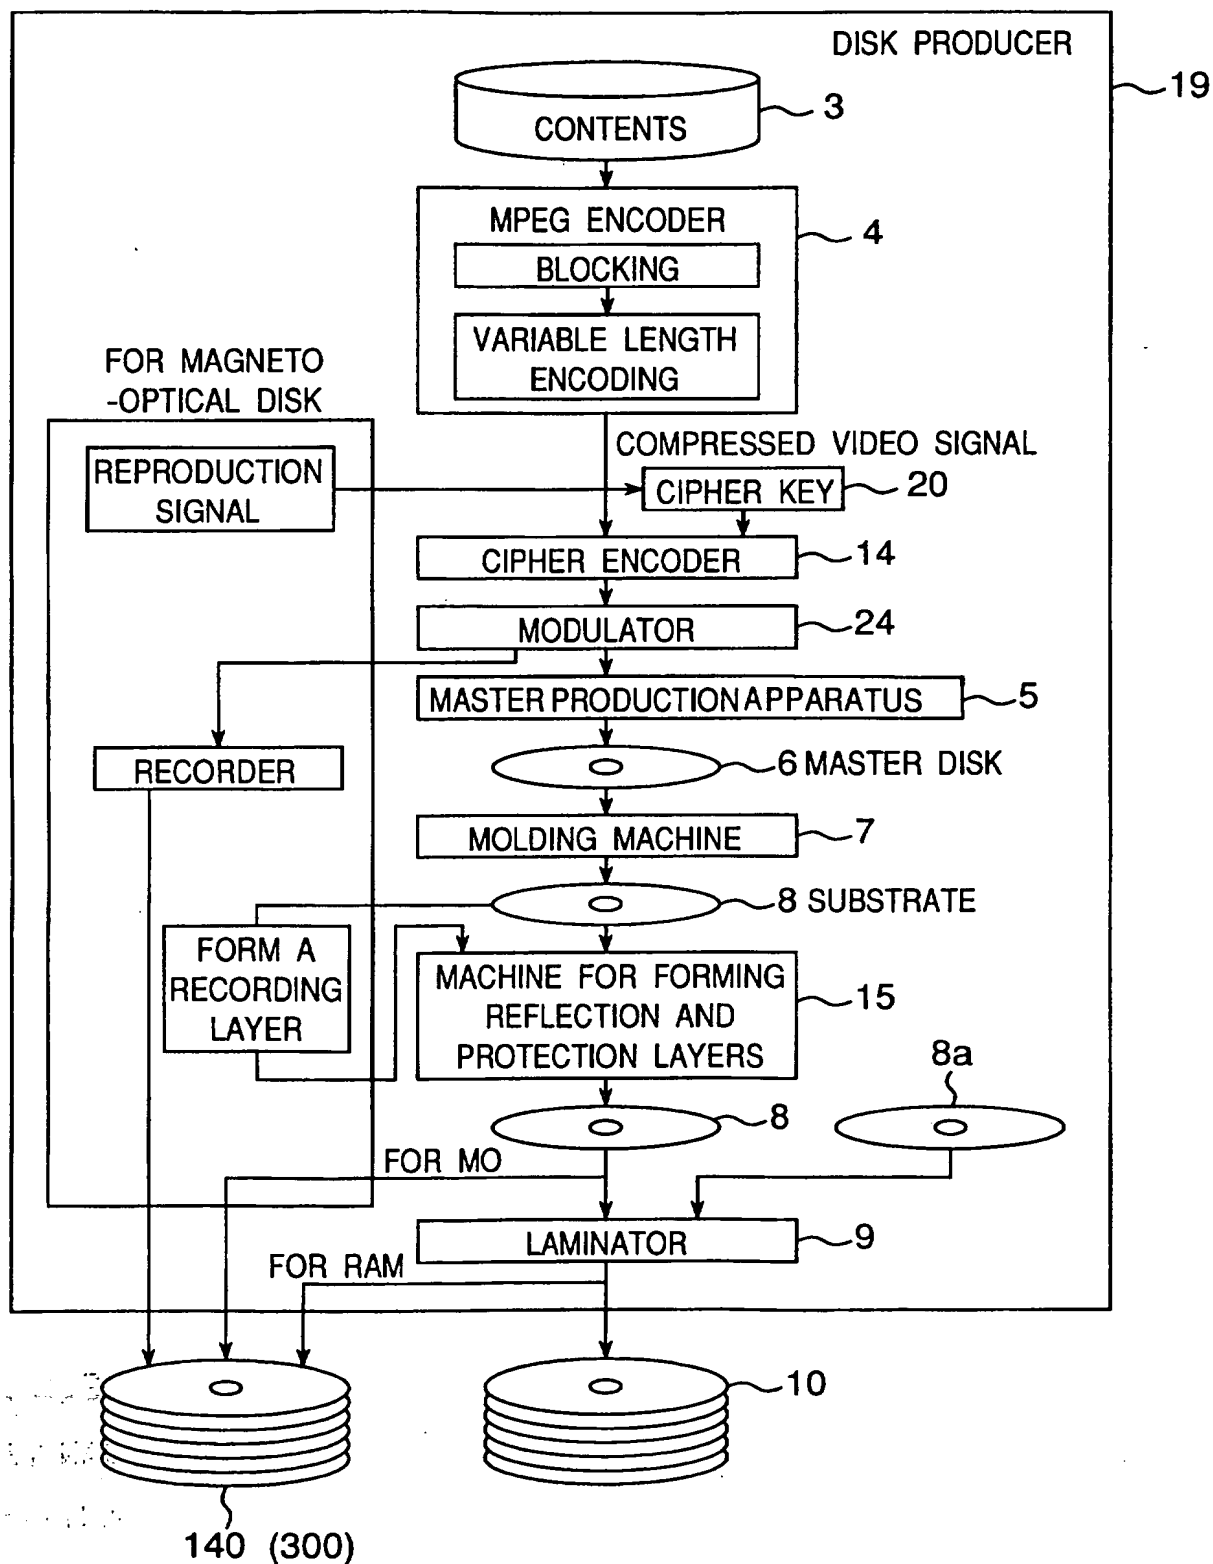 DISK PRODUCER
19
CONTENTS
3
MPEG ENCODER
4
BLOCKING
VARIABLE LENGTH
ENCODING
FOR MAGNETO
-OPTICAL DISK
COMPRESSED VIDEO SIGNAL
REPRODUCTION
SIGNAL
CIPHER KEY
20
CIPHER ENCODER
14
MODULATOR
24
MASTER PRODUCTION APPARATUS
5
RECORDER
6 MASTER DISK
MOLDING MACHINE
7
8 SUBSTRATE
FORM A
RECORDING
LAYER
MACHINE FOR FORMING
REFLECTION AND
PROTECTION LAYERS
15
8a
8
FOR MO
LAMINATOR
9
FOR RAM
10
140 (300)